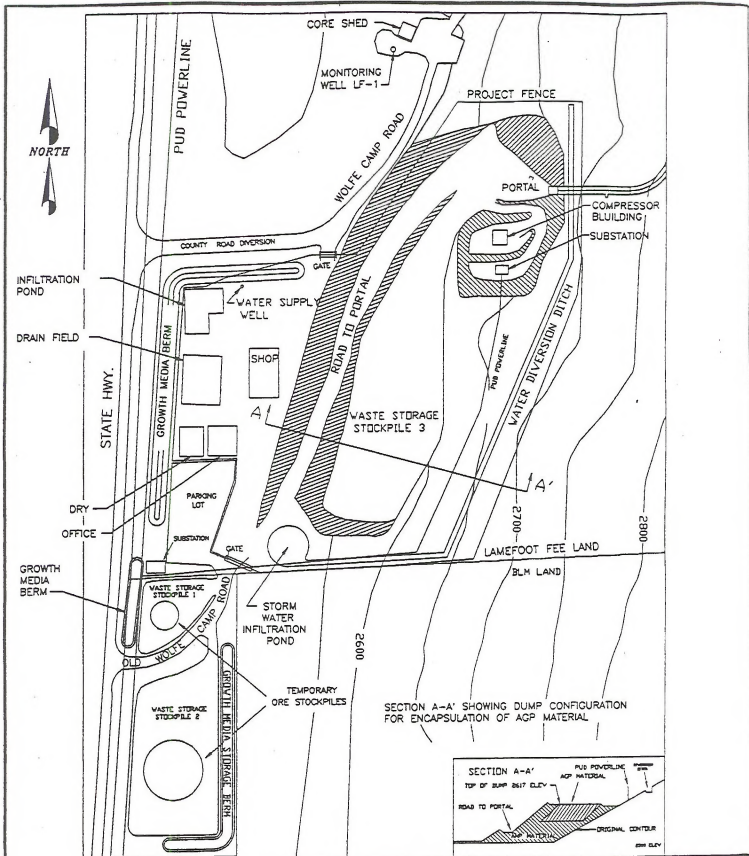 CORE SHED
MONITORING
WELL LF-1
PROJECT FENCE
PUD POWERLINE
NORTH
WOLFE CAMP ROAD
PORTAL
COMPRESSOR
BLUILDING
SUBSTATION
COUNTY ROAD DIVERSION
GATE
INFILTRATION
POND
WATER SUPPLY
WELL
DRAIN FIELD
SHOP
ROAD TO PORTAL
PUD POWERLINE
WATER DIVERSION DITCH
GROWTH MEDIA BERM
STATE HWY.
A
WASTE STORAGE
STOCKPILE 3
A'
DRY
PARKING
LOT
OFFICE
2700
2800
SUBSTATION
GATE
LAMEFOOT FEE LAND
BLM LAND
GROWTH
MEDIA
BERM
WASTE STORAGE
STOCKPILE 1
STORM
WATER
INFILTRATION
POND
2600
OLD WOLFE CAMP ROAD
TEMPORARY
ORE STOCKPILES
WASTE STORAGE
STOCKPILE 2
GROWTH MEDIA STORAGE BERM
SECTION A-A' SHOWING DUMP CONFIGURATION
FOR ENCAPSULATION OF AGP MATERIAL
SECTION A-A'
PUD POWERLINE
AGP MATERIAL
TOP OF DUMP 2617 ELEV
ROAD TO PORTAL
ANP MATERIAL
ORIGINAL CONTOUR
ELEV